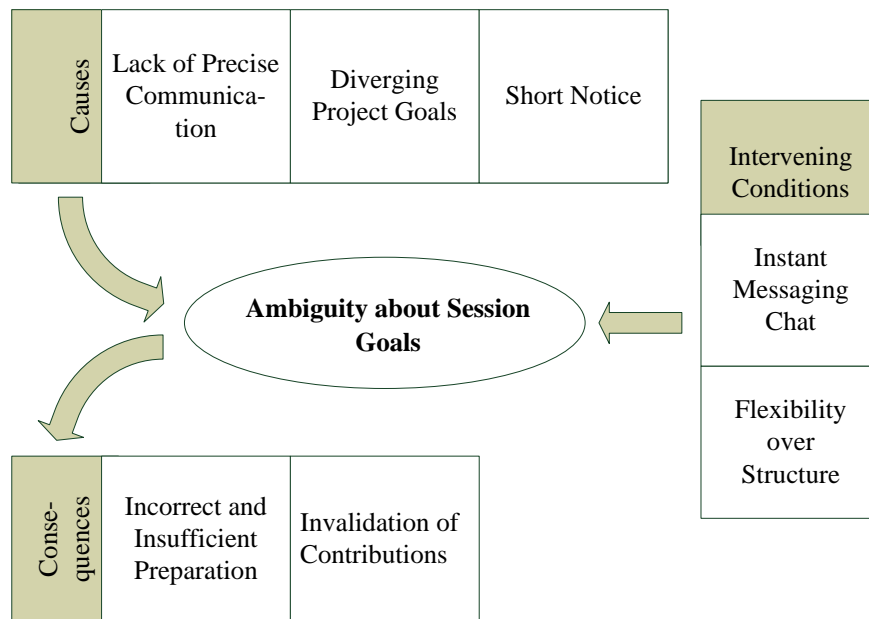 Causes
Lack of Precise
Communica-
tion
Diverging
Project Goals
Short Notice
Intervening
Conditions
Instant
Messaging
Chat
Flexibility
over
Structure
Ambiguity about Session
Goals
Conse-
quences
Incorrect and
Insufficient
Preparation
Invalidation of
Contributions